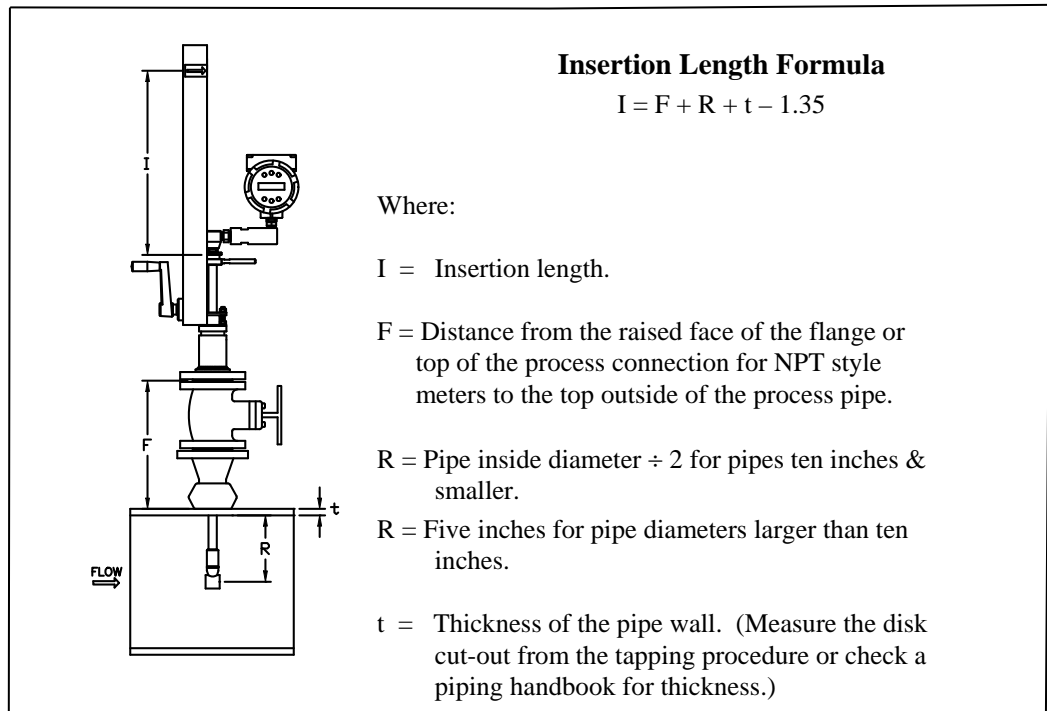 Insertion Length Formula
I = F + R + t – 1.35
Where:
I = Insertion length.
F = Distance from the raised face of the flange or
top of the process connection for NPT style
meters to the top outside of the process pipe.
R = Pipe inside diameter ÷ 2 for pipes ten inches &
smaller.
R = Five inches for pipe diameters larger than ten
inches.
t = Thickness of the pipe wall. (Measure the disk
cut-out from the tapping procedure or check a
piping handbook for thickness.)
I
F
t
R
FLOW